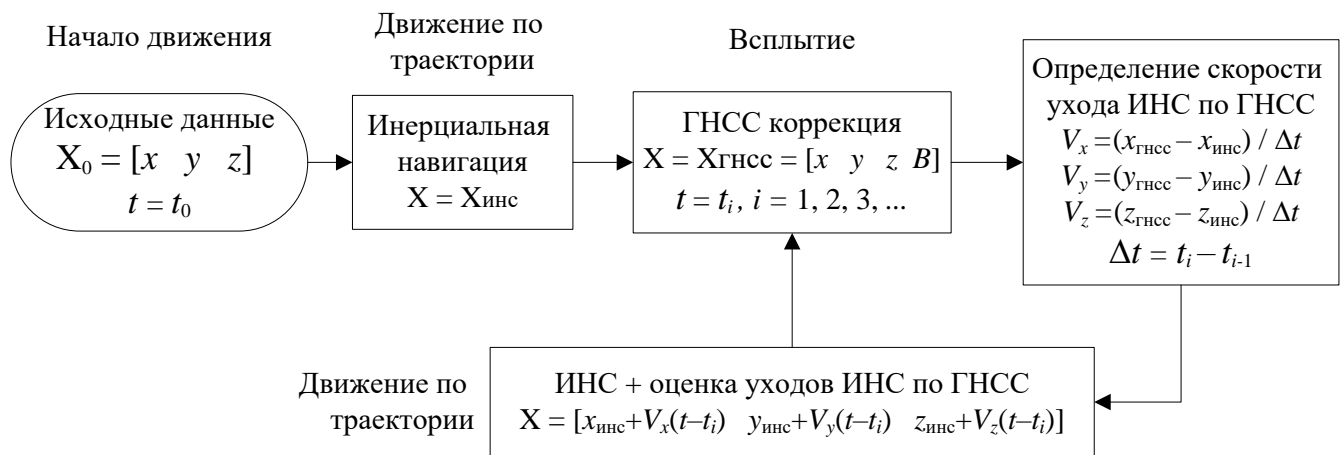 Начало движения
Исходные данные
X₀ = [x y z]
t = t₀
Движение по
траектории
Инерциальная
навигация
X = Xинс
Всплытие
ГНСС коррекция
X = Xгнсс = [x y z B]
t = tᵢ, i = 1, 2, 3, ...
Определение скорости
ухода ИНС по ГНСС
Vₓ =(xгнсс – xинс) / Δt
Vy =(yгнсс – yинс) / Δt
Vz =(zгнсс – zинс) / Δt
Δt = tᵢ – tᵢ₋₁
Движение по
траектории
ИНС + оценка уходов ИНС по ГНСС
X = [xинс+Vₓ(t–tᵢ) yинс+Vy(t–tᵢ) zинс+Vz(t–tᵢ)]